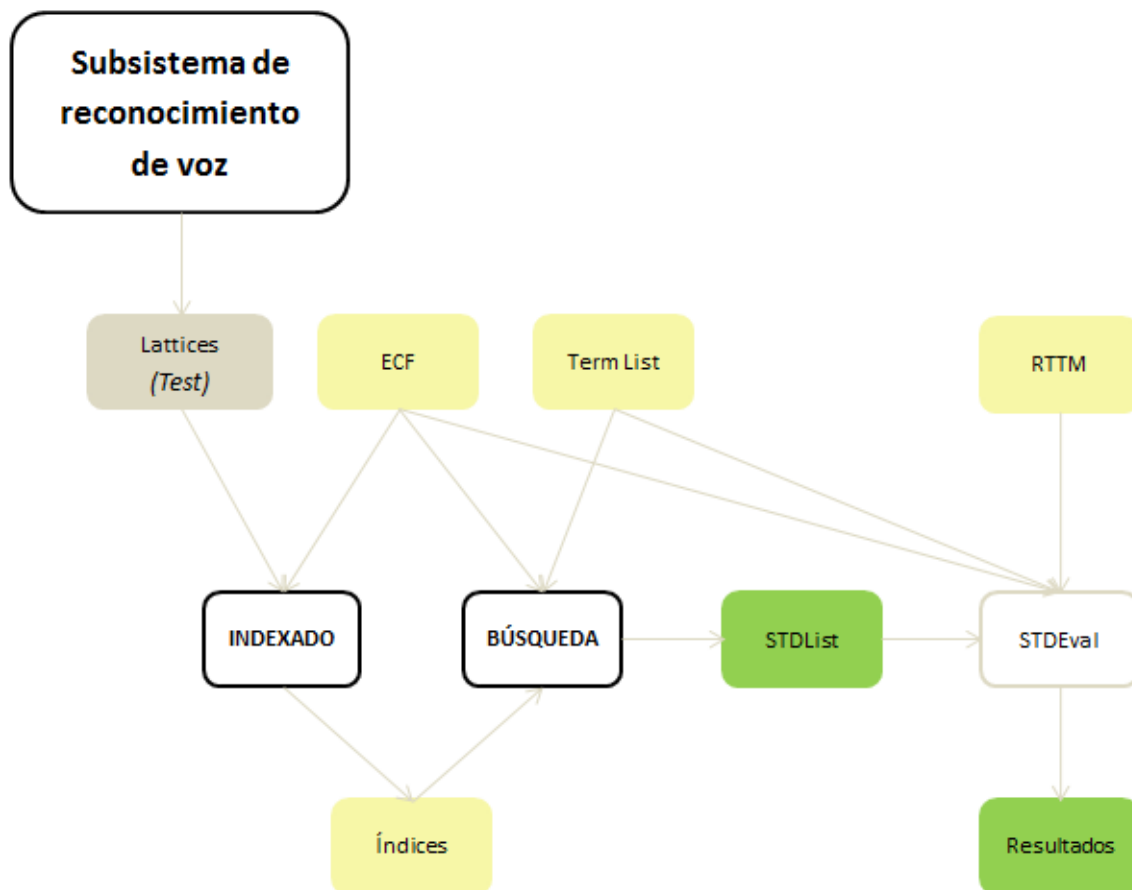 Subsistema de
reconocimiento
de voz
Lattices
(Test)
ECF
Term List
RTTM
INDEXADO
BÚSQUEDA
STDList
STDEval
Índices
Resultados